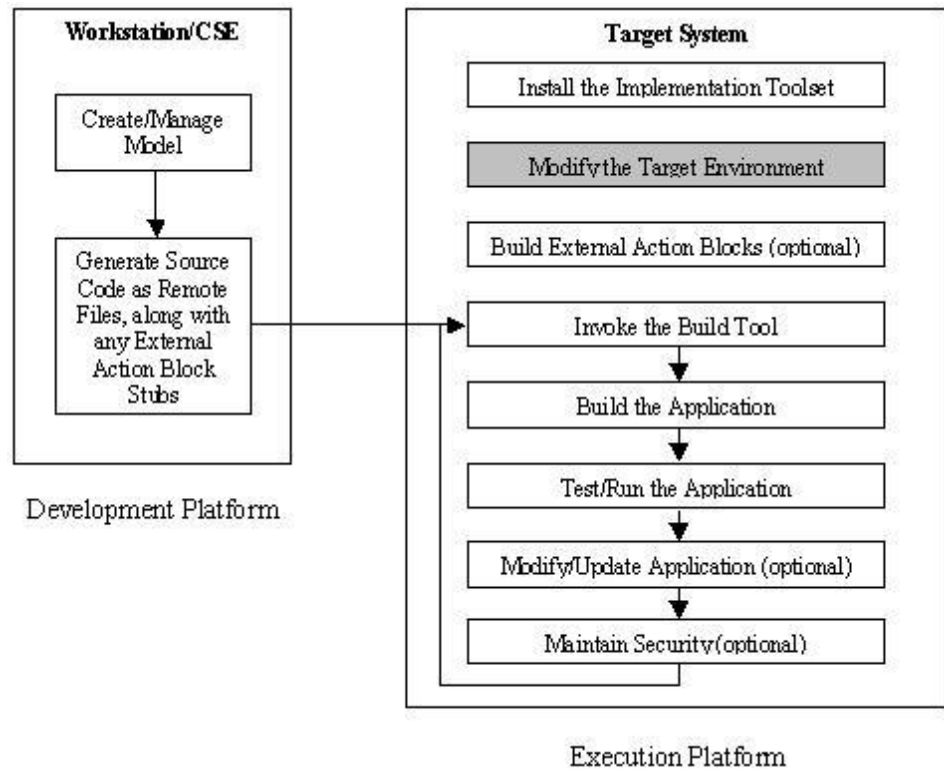 Workstation/CSE
Create/Manage
Model
Generate Source
Code as Remote
Files, along with
any External
Action Block
Stubs
Development Platform
Target System
Install the Implementation Toolset
Modify the Target Environment
Build External Action Blocks (optional)
Invoke the Build Tool
Build the Application
Test/Run the Application
Modify/Update Application (optional)
Maintain Security (optional)
Execution Platform